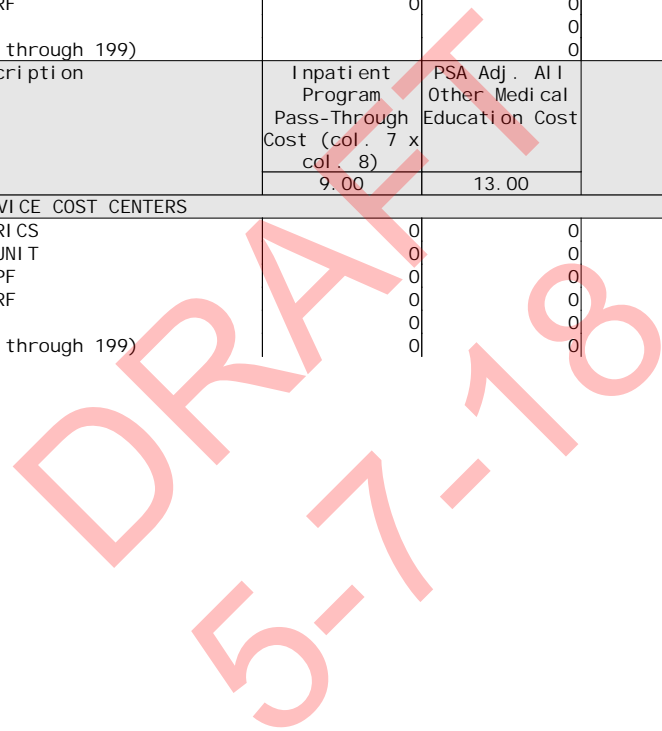 RF 0 0
0
through 199) 0
cription Inpatient PSA Adj. All
Program Other Medical
Pass-Through Education Cost
Cost (col. 7 x
col. 8)
9.00 13.00
VICE COST CENTERS
RICS 0 0
UNIT 0 0
PF 0 0
RF 0 0
0 0
through 199) 0 0
DRAFT
5-7-18